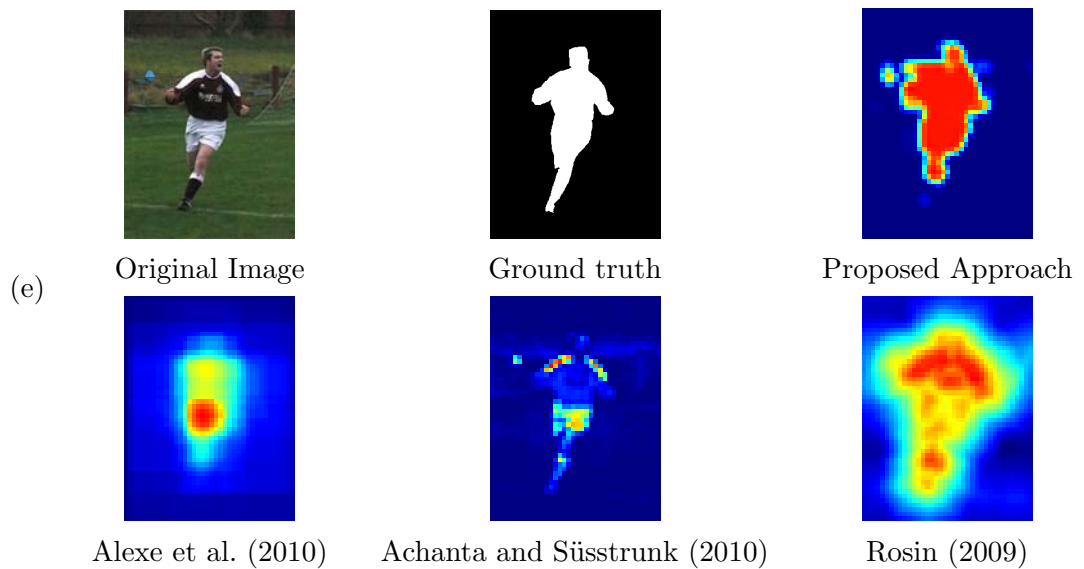 Original Image
Ground truth
Proposed Approach
(e)
Alexe et al. (2010)
Achanta and Süsstrunk (2010)
Rosin (2009)